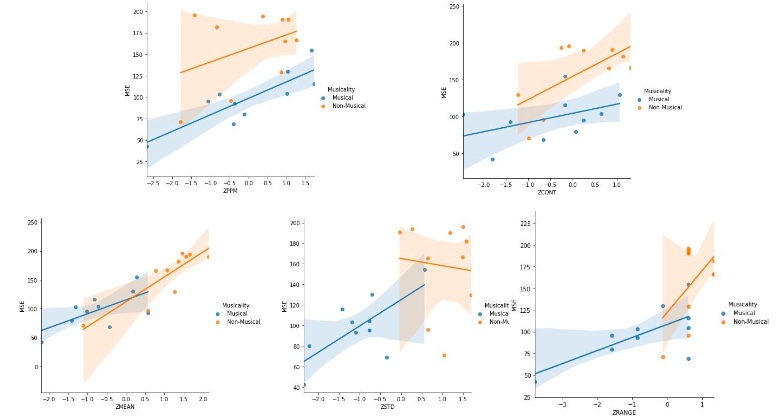 200
175
150
125
100
75
50
25
MSE
-2.5 -2.0 -1.5 -1.0 -0.5 0.0 0.5 1.0 1.5
ZPPM
Musicality
Musical
Non-Musical
250
200
150
100
50
MSE
-2.0 -1.5 -1.0 -0.5 0.0 0.5 1.0
ZCONT
Musicality
Musical
Non-Musical
250
200
150
100
50
0
MSE
-2.0 -1.5 -1.0 -0.5 0.0 0.5 1.0 1.5 2.0
ZMEAN
Musicality
Musical
Non-Musical
200
180
160
140
120
100
80
60
40
MSE
-2.0 -1.5 -1.0 -0.5 0.0 0.5 1.0 1.5
ZSTD
Musicalit
Musica
Non-M
225
200
175
150
125
100
75
50
25
MSE
-3 -2 -1 0 1
ZRANGE
Musicality
Musical
Non-Musical